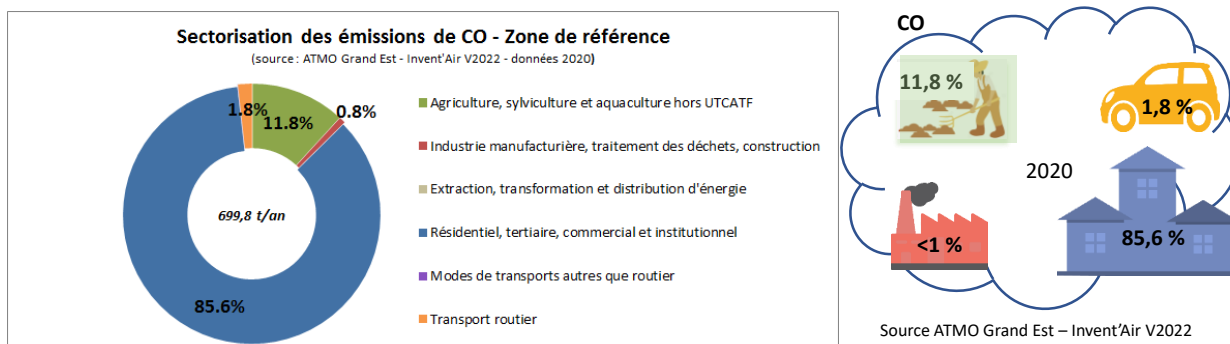 Sectorisation des émissions de CO - Zone de référence
(source : ATMO Grand Est - Invent'Air V2022 - données 2020)
1.8%
11.8%
0.8%
699,8 t/an
85.6%
Agriculture, sylviculture et aquaculture hors UTCATF
Industrie manufacturière, traitement des déchets, construction
Extraction, transformation et distribution d'énergie
Résidentiel, tertiaire, commercial et institutionnel
Modes de transports autres que routier
Transport routier
CO
11,8 %
1,8 %
2020
<1 %
85,6 %
Source ATMO Grand Est – Invent'Air V2022